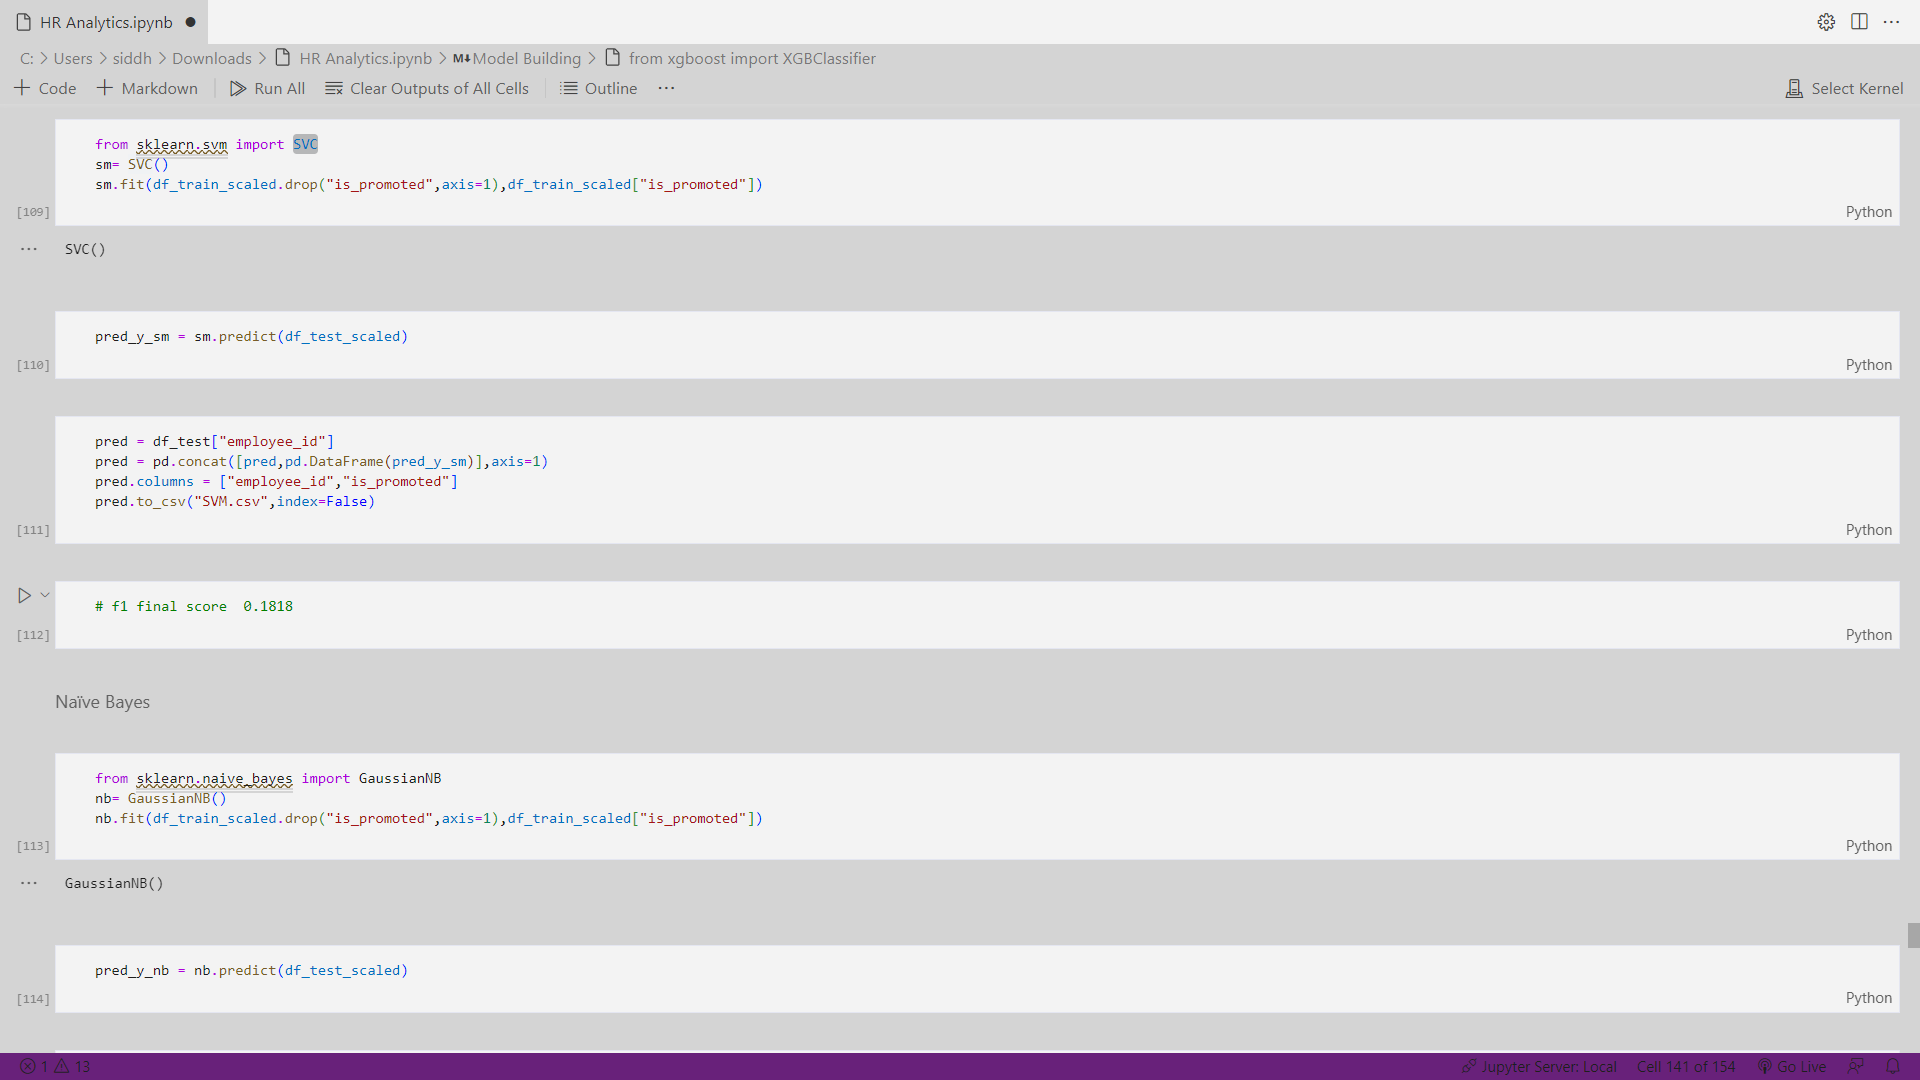 HR Analytics.ipynb ●
C: > Users > siddh > Downloads > HR Analytics.ipynb > M↓ Model Building > from xgboost import XGBClassifier
+ Code + Markdown Run All Clear Outputs of All Cells Outline ··· Select Kernel
from sklearn.svm import SVC
sm= SVC()
sm.fit(df_train_scaled.drop("is_promoted",axis=1),df_train_scaled["is_promoted"])
[109] Python
··· SVC()
pred_y_sm = sm.predict(df_test_scaled)
[110] Python
pred = df_test["employee_id"]
pred = pd.concat([pred,pd.DataFrame(pred_y_sm)],axis=1)
pred.columns = ["employee_id","is_promoted"]
pred.to_csv("SVM.csv",index=False)
[111] Python
# f1 final score  0.1818
[112] Python
Naïve Bayes
from sklearn.naive_bayes import GaussianNB
nb= GaussianNB()
nb.fit(df_train_scaled.drop("is_promoted",axis=1),df_train_scaled["is_promoted"])
[113] Python
··· GaussianNB()
pred_y_nb = nb.predict(df_test_scaled)
[114] Python
1 13 Jupyter Server: Local Cell 141 of 154 Go Live